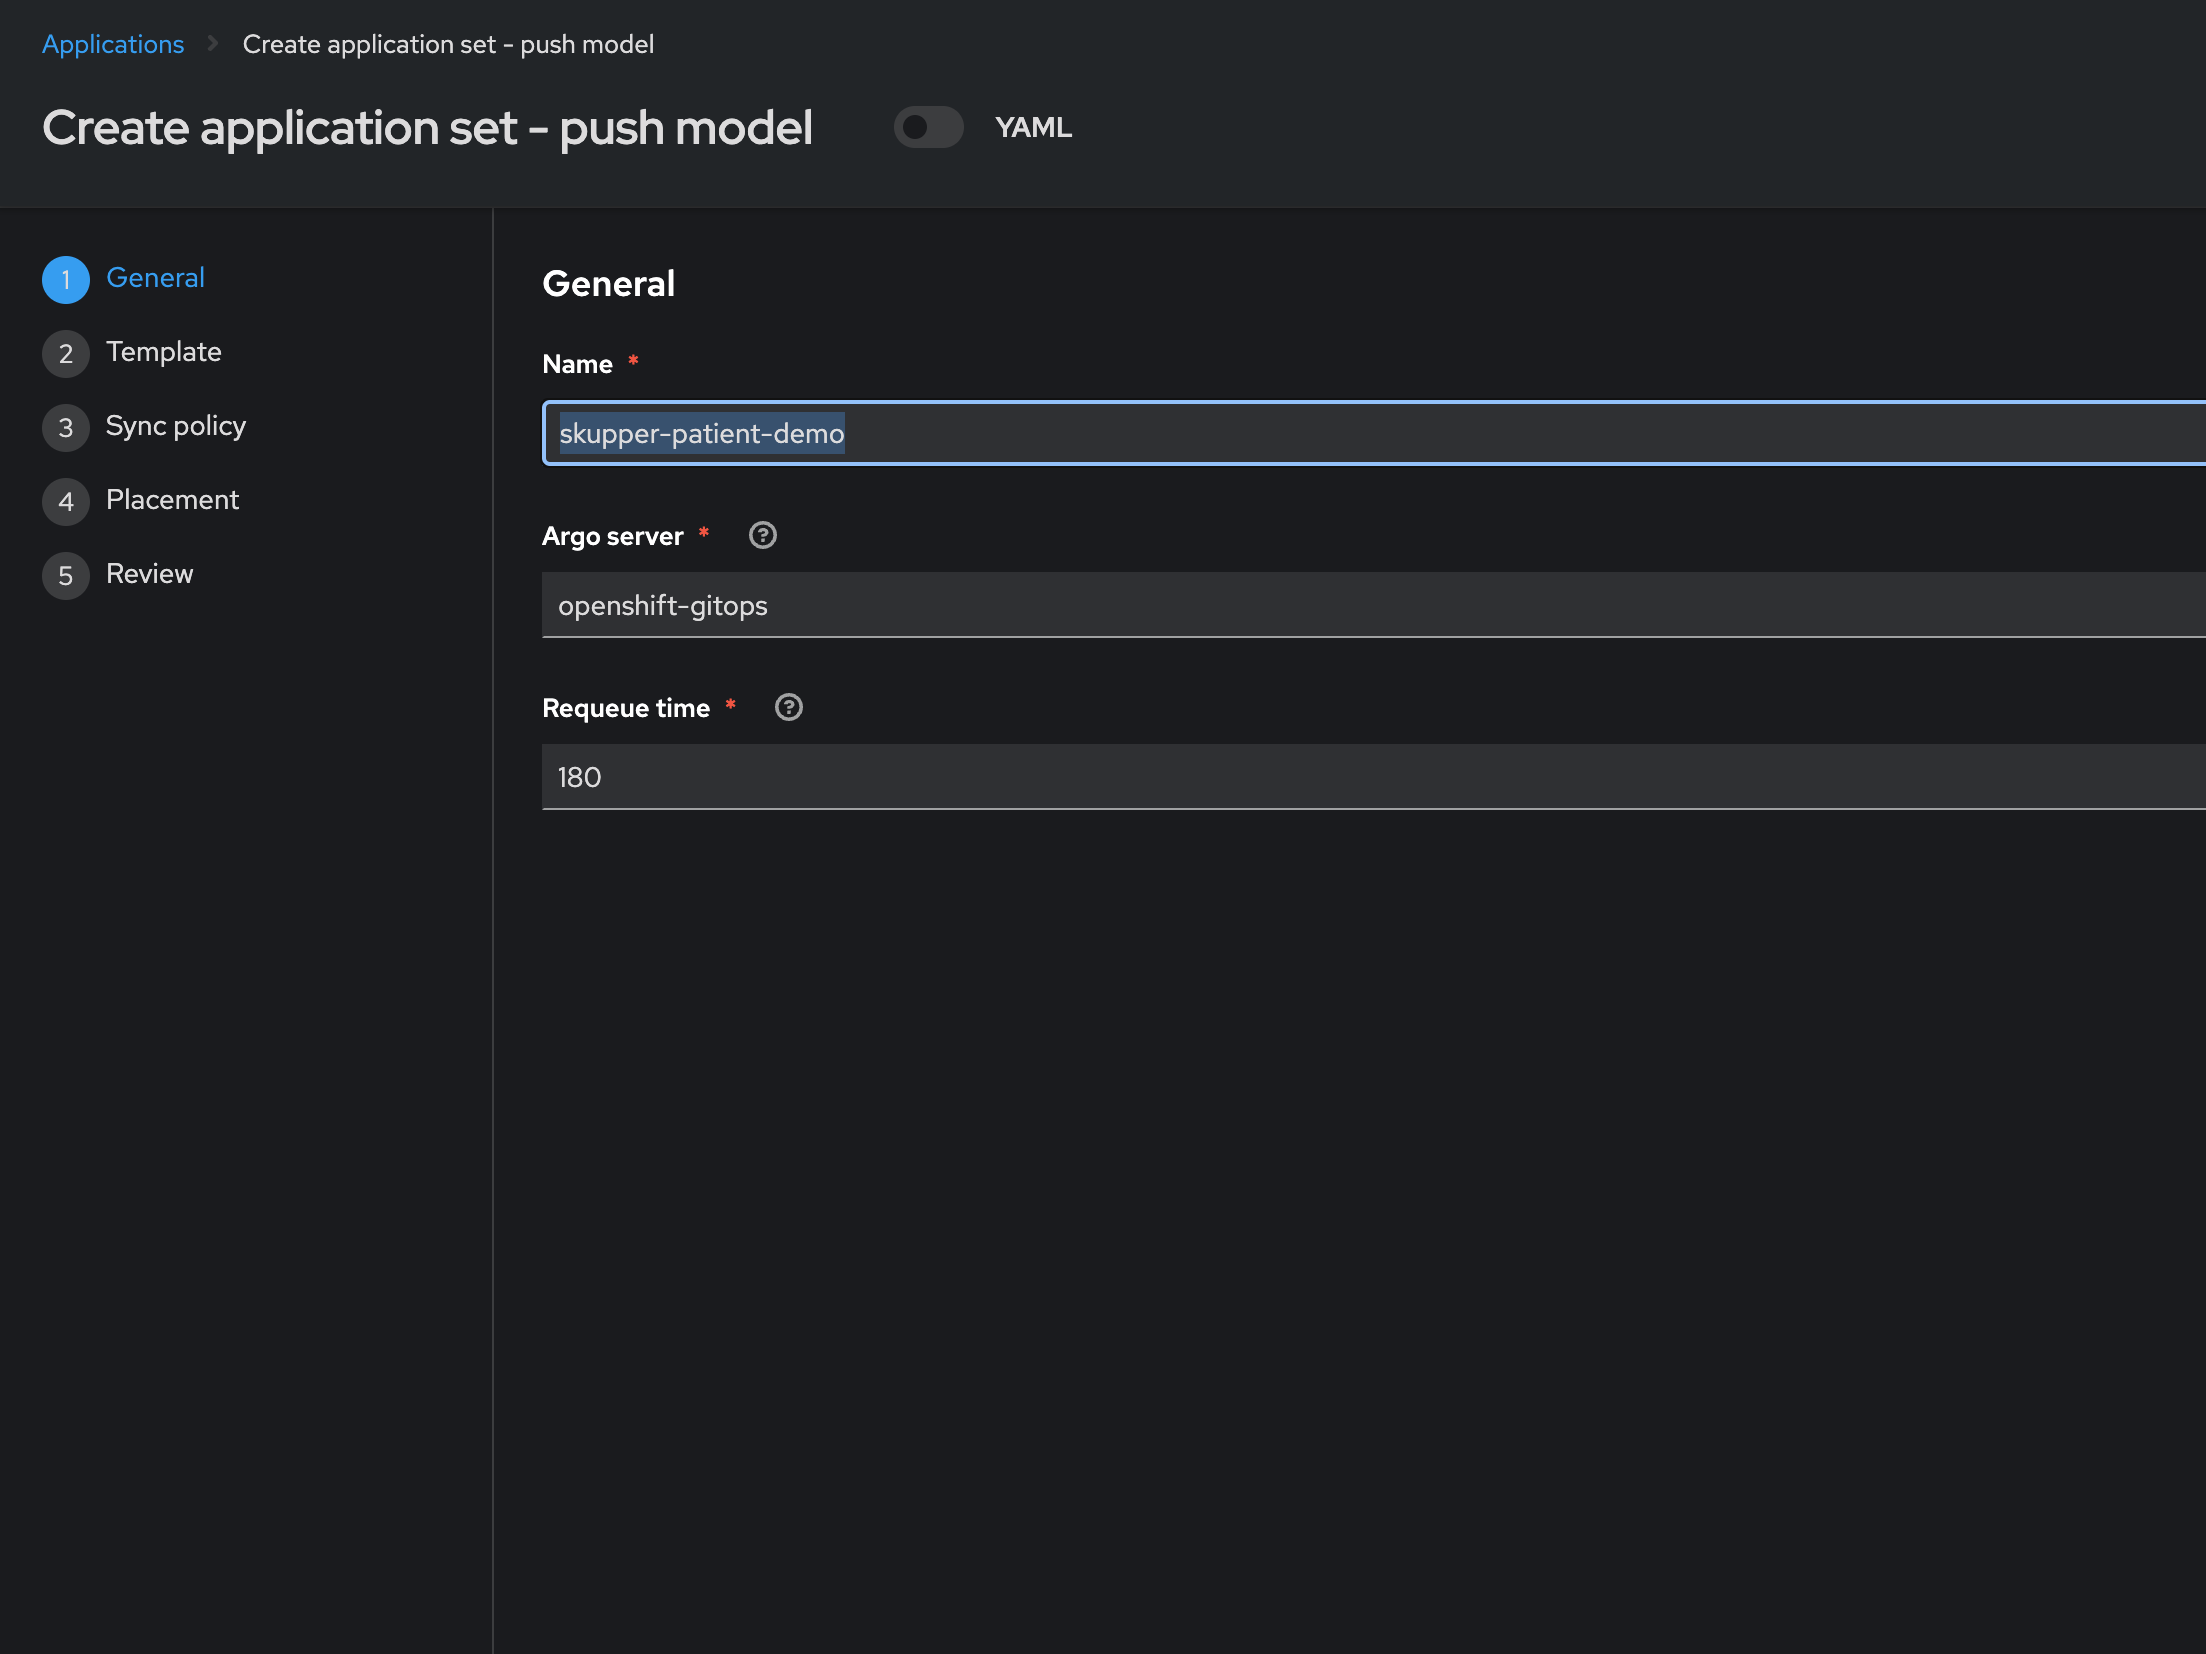 Applications > Create application set - push model
Create application set - push model YAML
1 General
2 Template
3 Sync policy
4 Placement
5 Review
General
Name *
skupper-patient-demo
Argo server * ?
openshift-gitops
Requeue time * ?
180